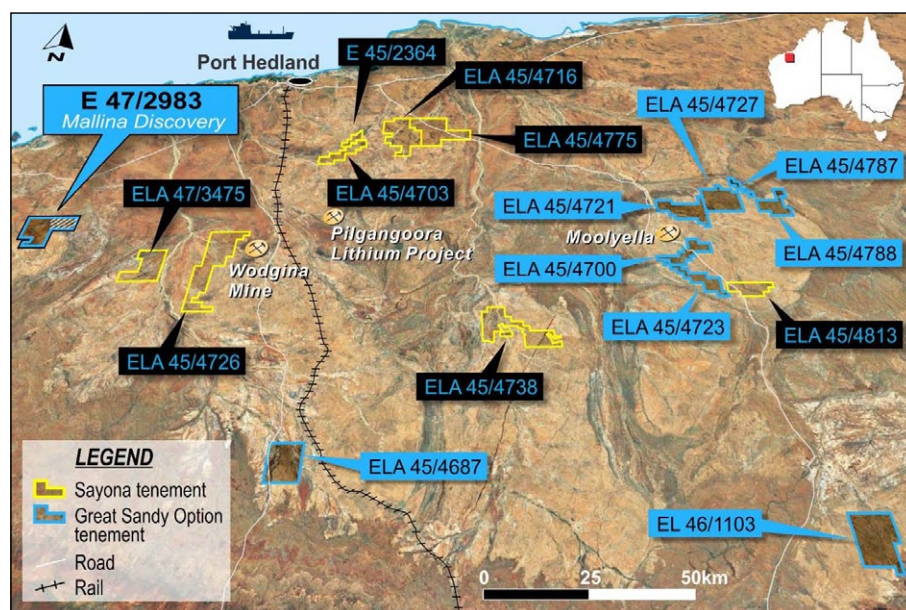 N
Port Hedland
E 45/2364
ELA 45/4716
E 47/2983
Mallina Discovery
ELA 45/4727
ELA 45/4775
ELA 45/4787
ELA 47/3475
ELA 45/4703
ELA 45/4721
Pilgangoora
Lithium Project
Moolyella
ELA 45/4788
Wodgina
Mine
ELA 45/4700
ELA 45/4723
ELA 45/4813
ELA 45/4726
ELA 45/4738
LEGEND
Sayona tenement
Great Sandy Option
tenement
Road
Rail
ELA 45/4687
EL 46/1103
0
25
50km